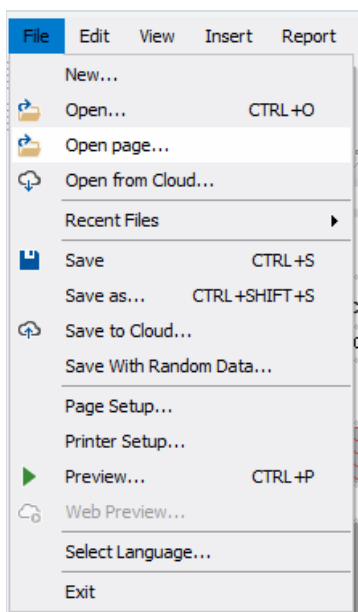 File Edit View Insert Report
New...
Open... CTRL+O
Open page...
Open from Cloud...
Recent Files
Save CTRL+S
Save as... CTRL+SHIFT+S
Save to Cloud...
Save With Random Data...
Page Setup...
Printer Setup...
Preview... CTRL+P
Web Preview...
Select Language...
Exit